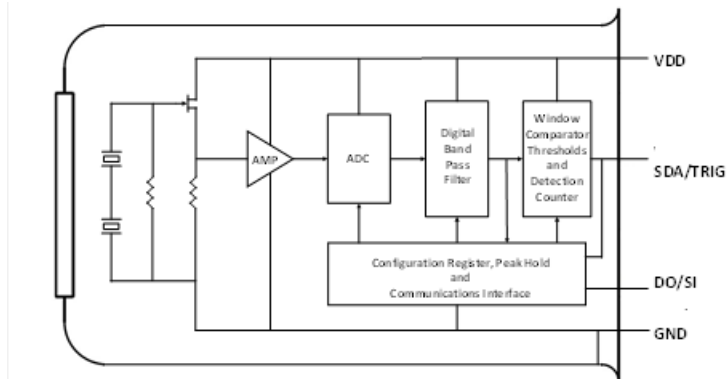 VDD
AMP
ADC
Digital
Band
Pass
Filter
Window
Comparator
Thresholds
and
Detection
Counter
SDA/TRIG
Configuration Register, Peak Hold
and
Communications Interface
DO/SI
GND